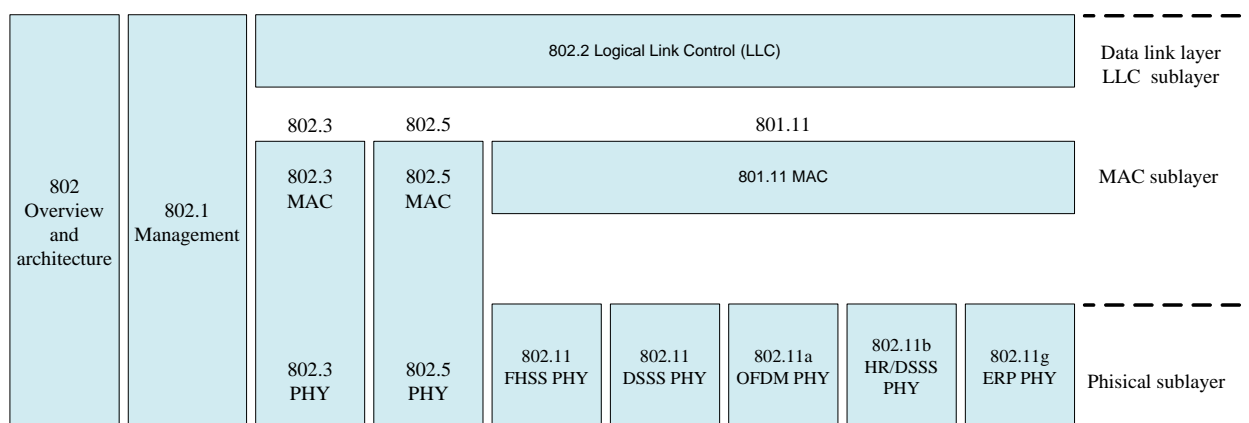 802.2 Logical Link Control (LLC)
Data link layer
LLC sublayer
802.3
802.5
801.11
802
Overview
and
architecture
802.1
Management
802.3
MAC
802.5
MAC
801.11 MAC
MAC sublayer
802.3
PHY
802.5
PHY
802.11
FHSS PHY
802.11
DSSS PHY
802.11a
OFDM PHY
802.11b
HR/DSSS
PHY
802.11g
ERP PHY
Phisical sublayer